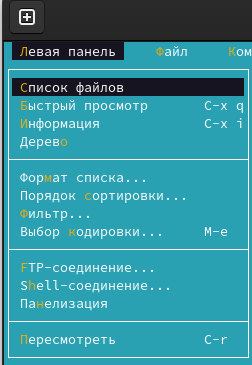 Левая панель Файл Ком
Список файлов
Быстрый просмотр C-x q
Информация C-x i
Дерево
Формат списка...
Порядок сортировки...
Фильтр...
Выбор кодировки... M-e
FTP-соединение...
Shell-соединение...
Панелизация
Пересмотреть C-r